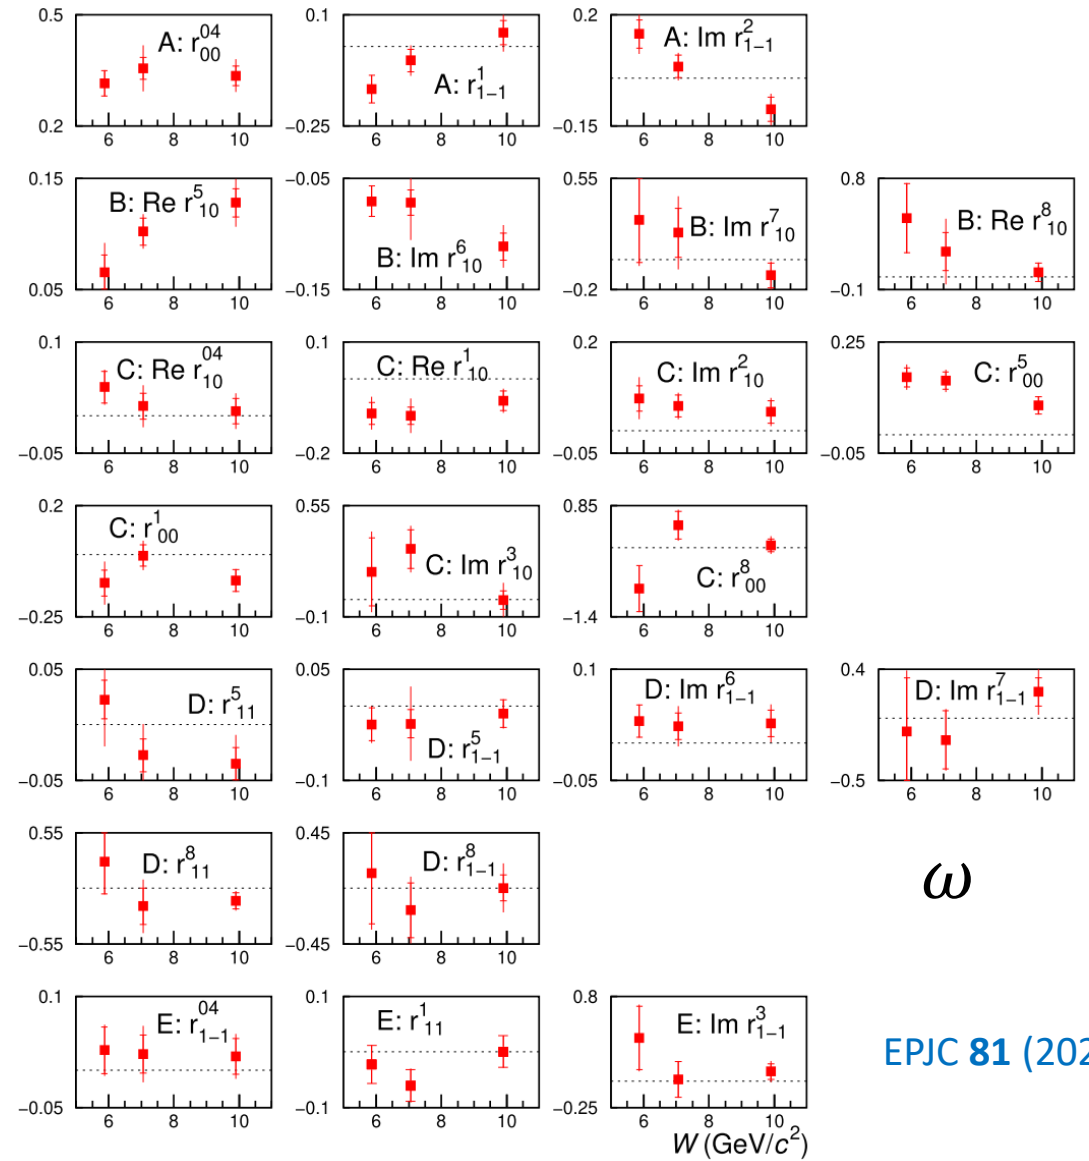 0.5 0.1 0.2
A: r^{04}_{00} A: r^{1}_{1−1} A: Im r^{2}_{1−1}
0.2 −0.25 −0.15
6 8 10 6 8 10 6 8 10
0.15 −0.05 0.55 0.8
B: Re r^{5}_{10} B: Im r^{6}_{10} B: Im r^{7}_{10} B: Re r^{8}_{10}
0.05 −0.15 −0.2 −0.1
6 8 10 6 8 10 6 8 10 6 8 10
0.1 0.1 0.2 0.25
C: Re r^{04}_{10} C: Re r^{1}_{10} C: Im r^{2}_{10} C: r^{5}_{00}
−0.05 −0.2 −0.05 −0.05
6 8 10 6 8 10 6 8 10 6 8 10
0.2 0.55 0.85
C: r^{1}_{00} C: Im r^{3}_{10} C: r^{8}_{00}
−0.25 −0.1 −1.4
6 8 10 6 8 10 6 8 10
0.05 0.05 0.1 0.4
D: r^{5}_{11} D: r^{5}_{1−1} D: Im r^{6}_{1−1} D: Im r^{7}_{1−1}
−0.05 −0.1 −0.05 −0.5
6 8 10 6 8 10 6 8 10 6 8 10
0.55 0.45
D: r^{8}_{11} D: r^{8}_{1−1}
ω
−0.55 −0.45
6 8 10 6 8 10
0.1 0.1 0.8
E: r^{04}_{1−1} E: r^{1}_{11} E: Im r^{3}_{1−1}
EPJC 81 (202
−0.05 −0.1 −0.25
6 8 10 6 8 10 6 8 10
W (GeV/c^{2})